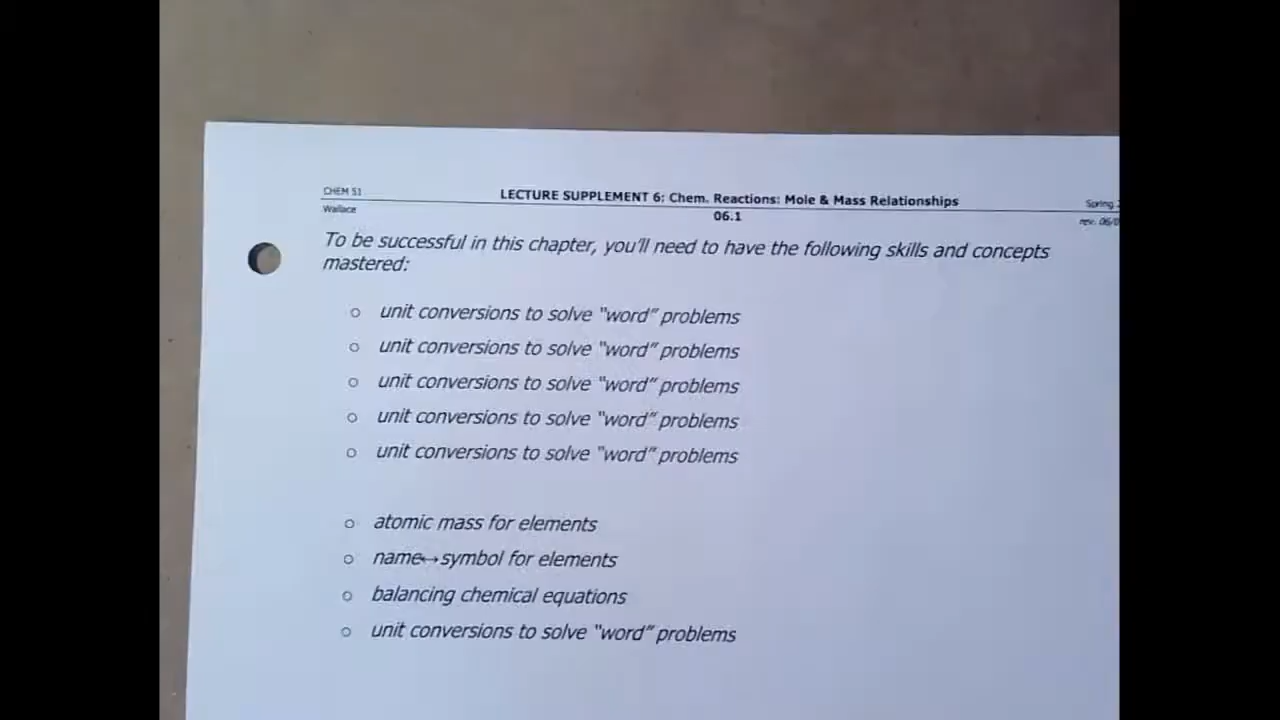 CHEM 51
LECTURE SUPPLEMENT 6: Chem. Reactions: Mole & Mass Relationships
Spring
Wallace
06.1
rev. 06/0
To be successful in this chapter, you'll need to have the following skills and concepts
mastered:
o unit conversions to solve "word" problems
o unit conversions to solve "word" problems
o unit conversions to solve "word" problems
o unit conversions to solve "word" problems
o unit conversions to solve "word" problems
o atomic mass for elements
o name↔symbol for elements
o balancing chemical equations
o unit conversions to solve "word" problems